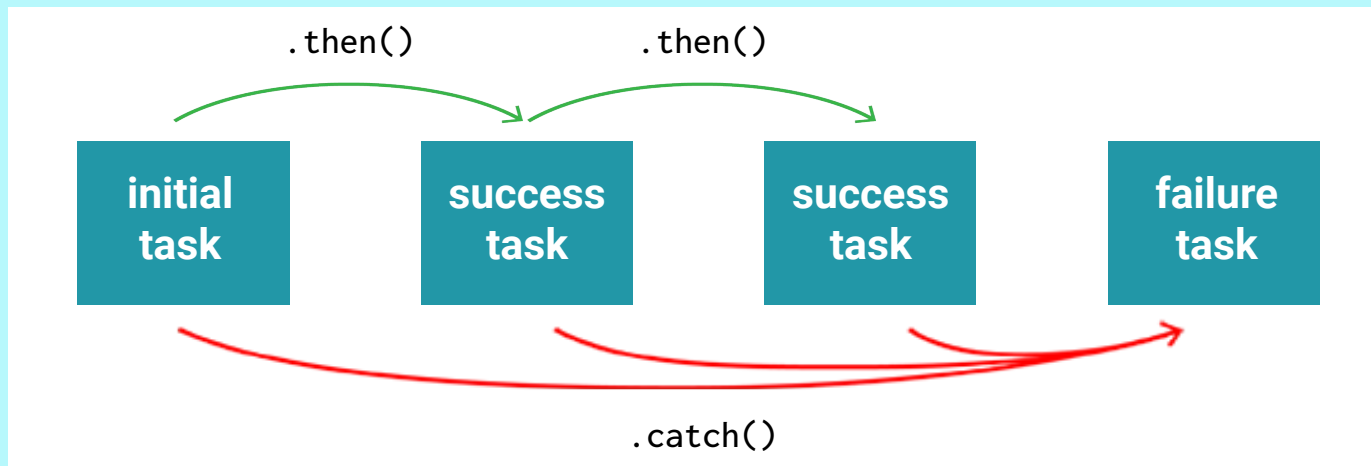 .then()
.then()
initial
task
success
task
success
task
failure
task
.catch()